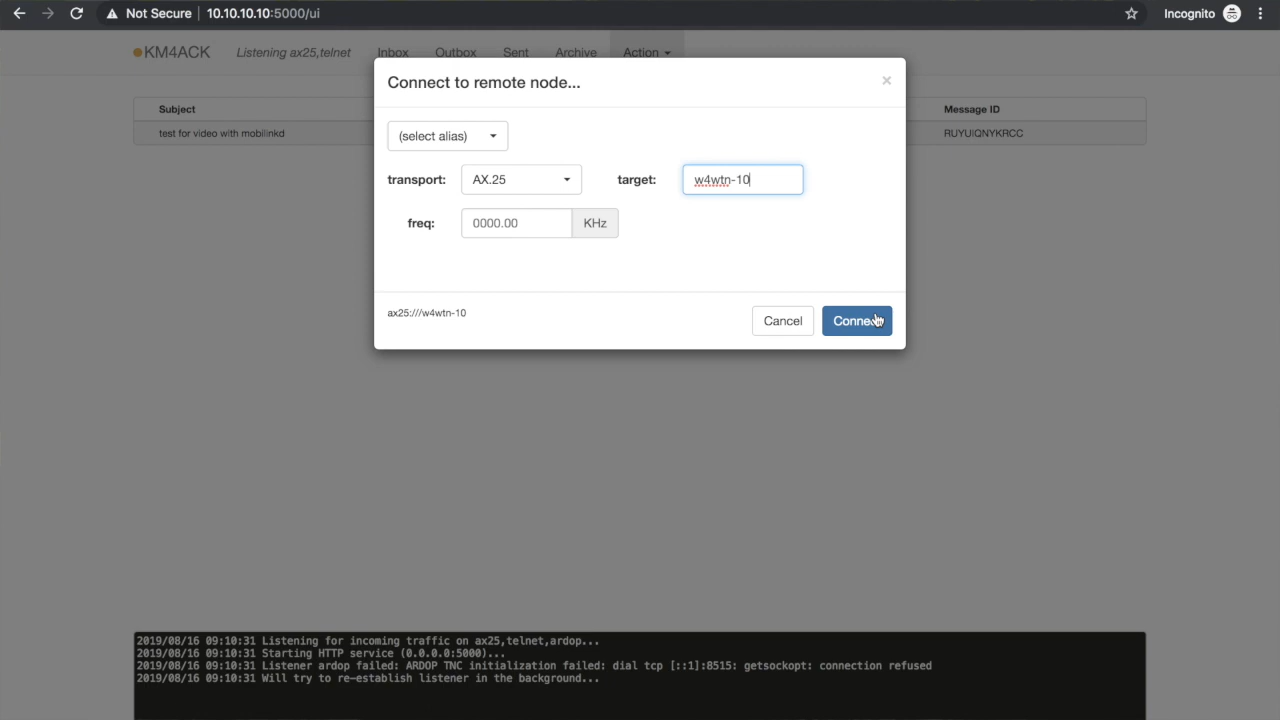 Not Secure 10.10.10.10:5000/ui Incognito
KM4ACK Listening ax25,telnet Inbox Outbox Sent Archive Action
Connect to remote node... ×
Subject Message ID
test for video with mobilinkd RUYUIQNYKRCC
(select alias)
transport: AX.25 target: w4wtn-10
freq: 0000.00 KHz
ax25:///w4wtn-10 Cancel Connect
2019/08/16 09:10:31 Listening for incoming traffic on ax25,telnet,ardop...
2019/08/16 09:10:31 Starting HTTP service (0.0.0.0:5000)...
2019/08/16 09:10:31 Listener ardop failed: ARDOP TNC initialization failed: dial tcp [::1]:8515: getsockopt: connection refused
2019/08/16 09:10:31 Will try to re-establish listener in the background...